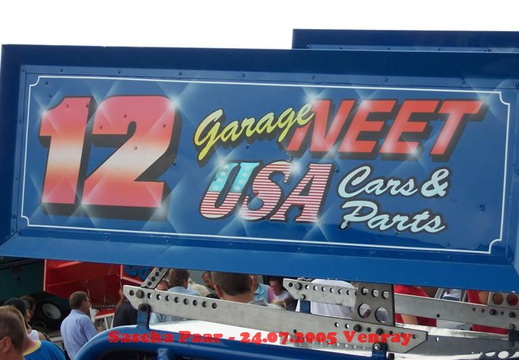 12
Garage NEET
USA Cars &
Parts
Sascha Paar - 24.07.2005 Venray